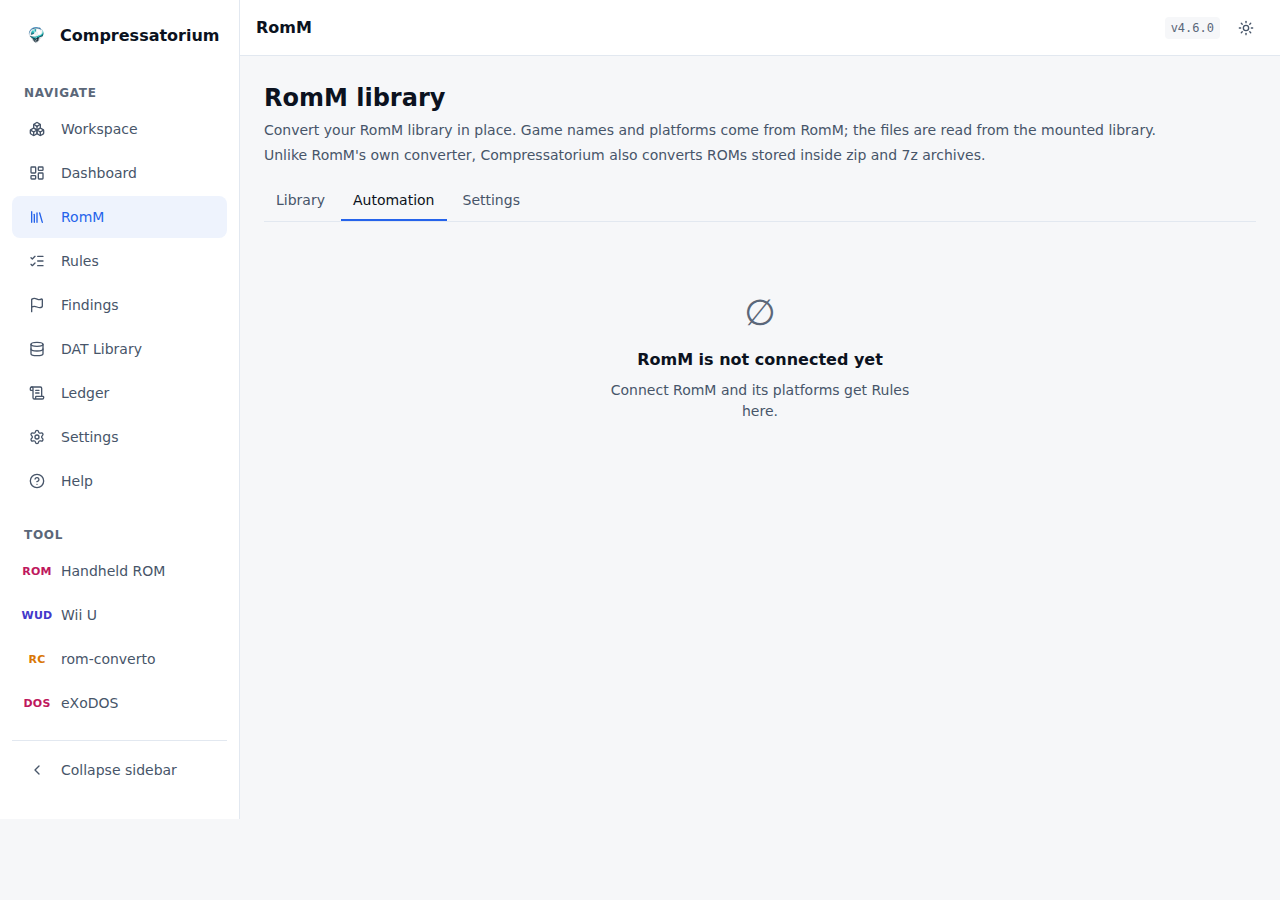 Compressatorium
RomM
v4.6.0
NAVIGATE
Workspace
Dashboard
RomM
Rules
Findings
DAT Library
Ledger
Settings
Help
TOOL
ROM Handheld ROM
WUD Wii U
RC rom-converto
DOS eXoDOS
Collapse sidebar
RomM library
Convert your RomM library in place. Game names and platforms come from RomM; the files are read from the mounted library.
Unlike RomM's own converter, Compressatorium also converts ROMs stored inside zip and 7z archives.
Library Automation Settings
∅
RomM is not connected yet
Connect RomM and its platforms get Rules
here.